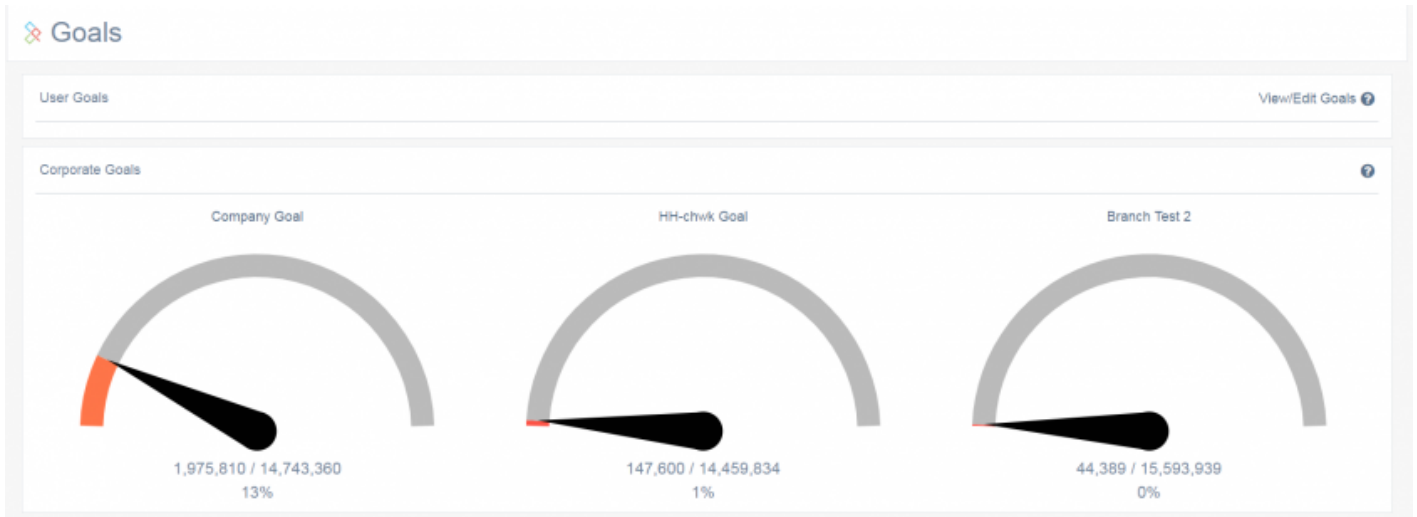 Goals
User Goals
View/Edit Goals ?
Corporate Goals
?
Company Goal
HH-chwk Goal
Branch Test 2
1,975,810 / 14,743,360
13%
147,600 / 14,459,834
1%
44,389 / 15,593,939
0%